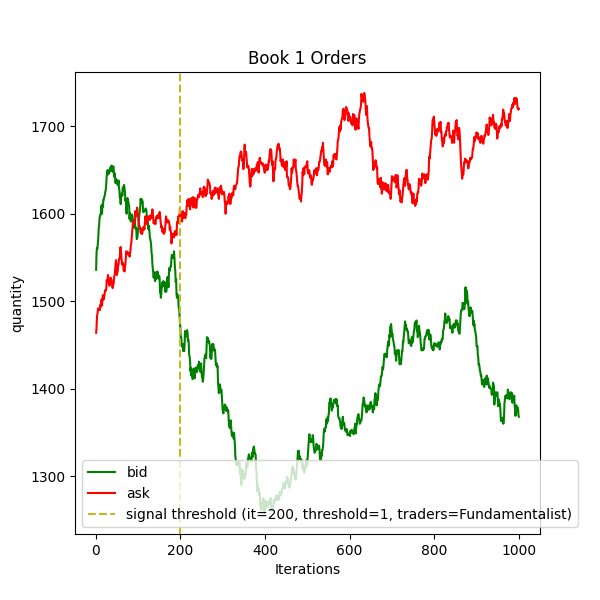 Book 1 Orders
quantity
1700
1600
1500
1400
1300
bid
ask
signal threshold (it=200, threshold=1, traders=Fundamentalist)
0 200 400 600 800 1000
Iterations